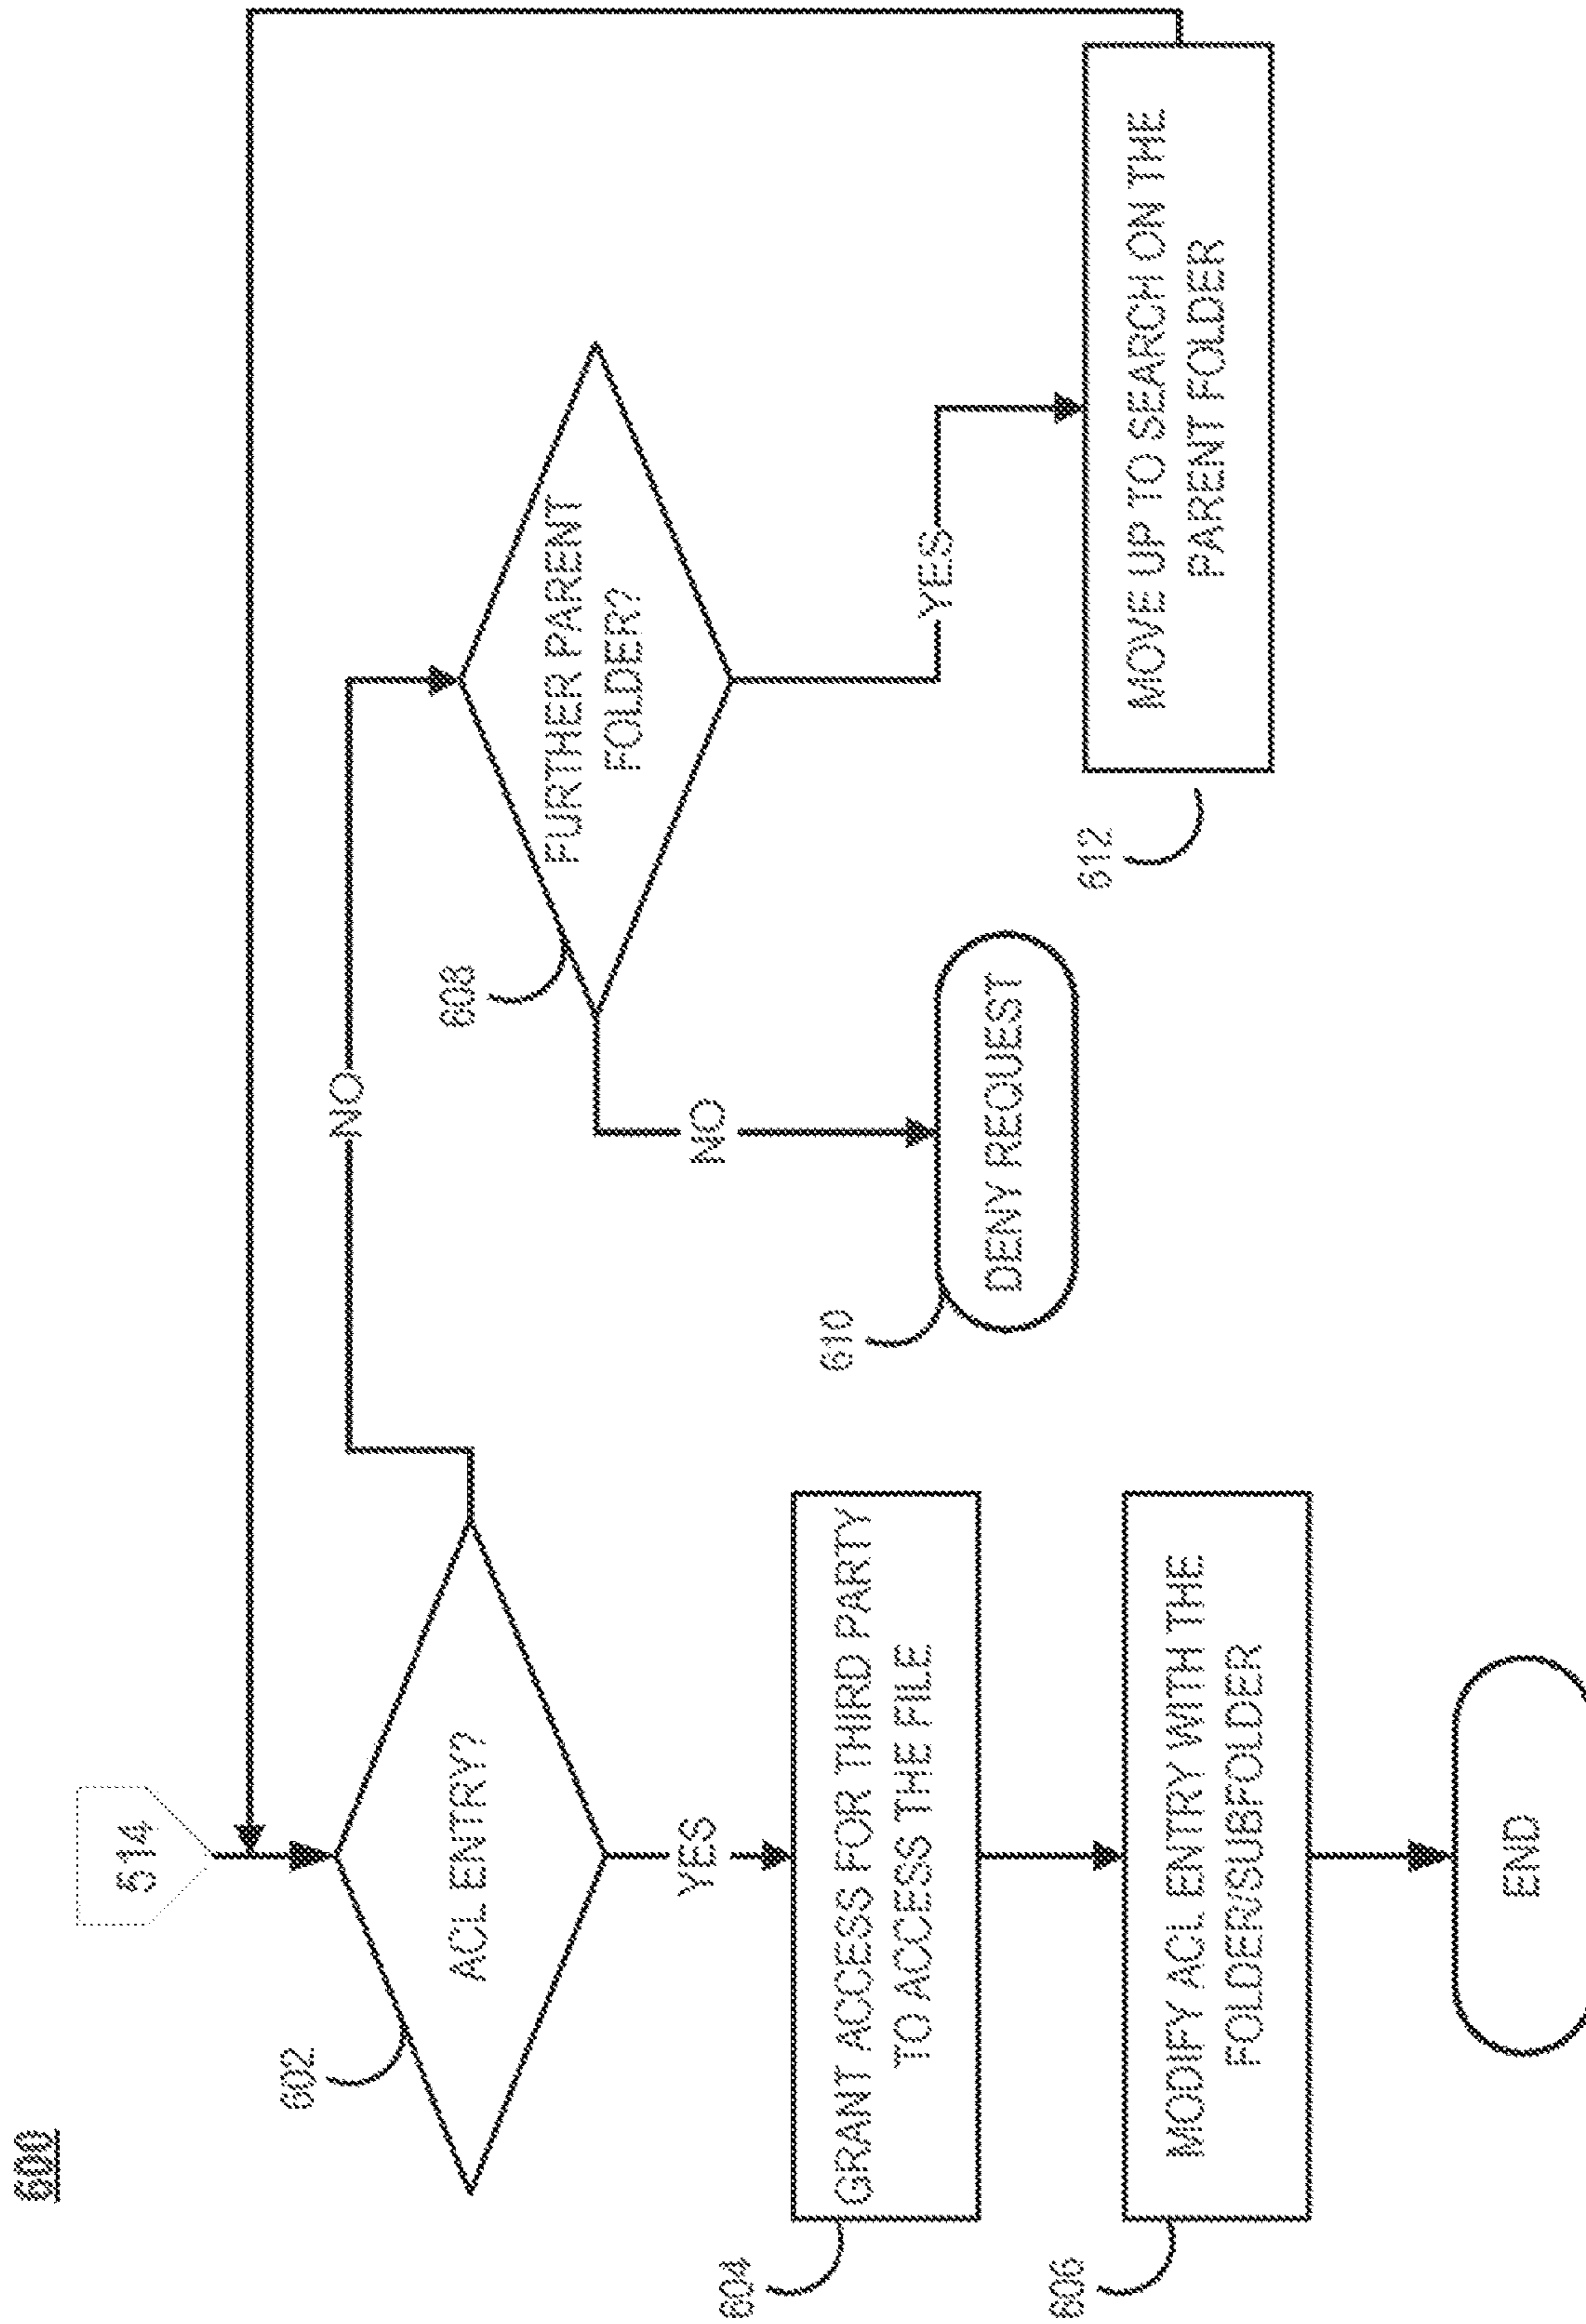 600
514
602
ACL ENTRY?
NO
YES
604
GRANT ACCESS FOR THIRD PARTY
TO ACCESS THE FILE
606
MODIFY ACL ENTRY WITH THE
FOLDER/SUBFOLDER
END
608
FURTHER PARENT
FOLDER?
NO
610
DENY REQUEST
YES
612
MOVE UP TO SEARCH ON THE
PARENT FOLDER